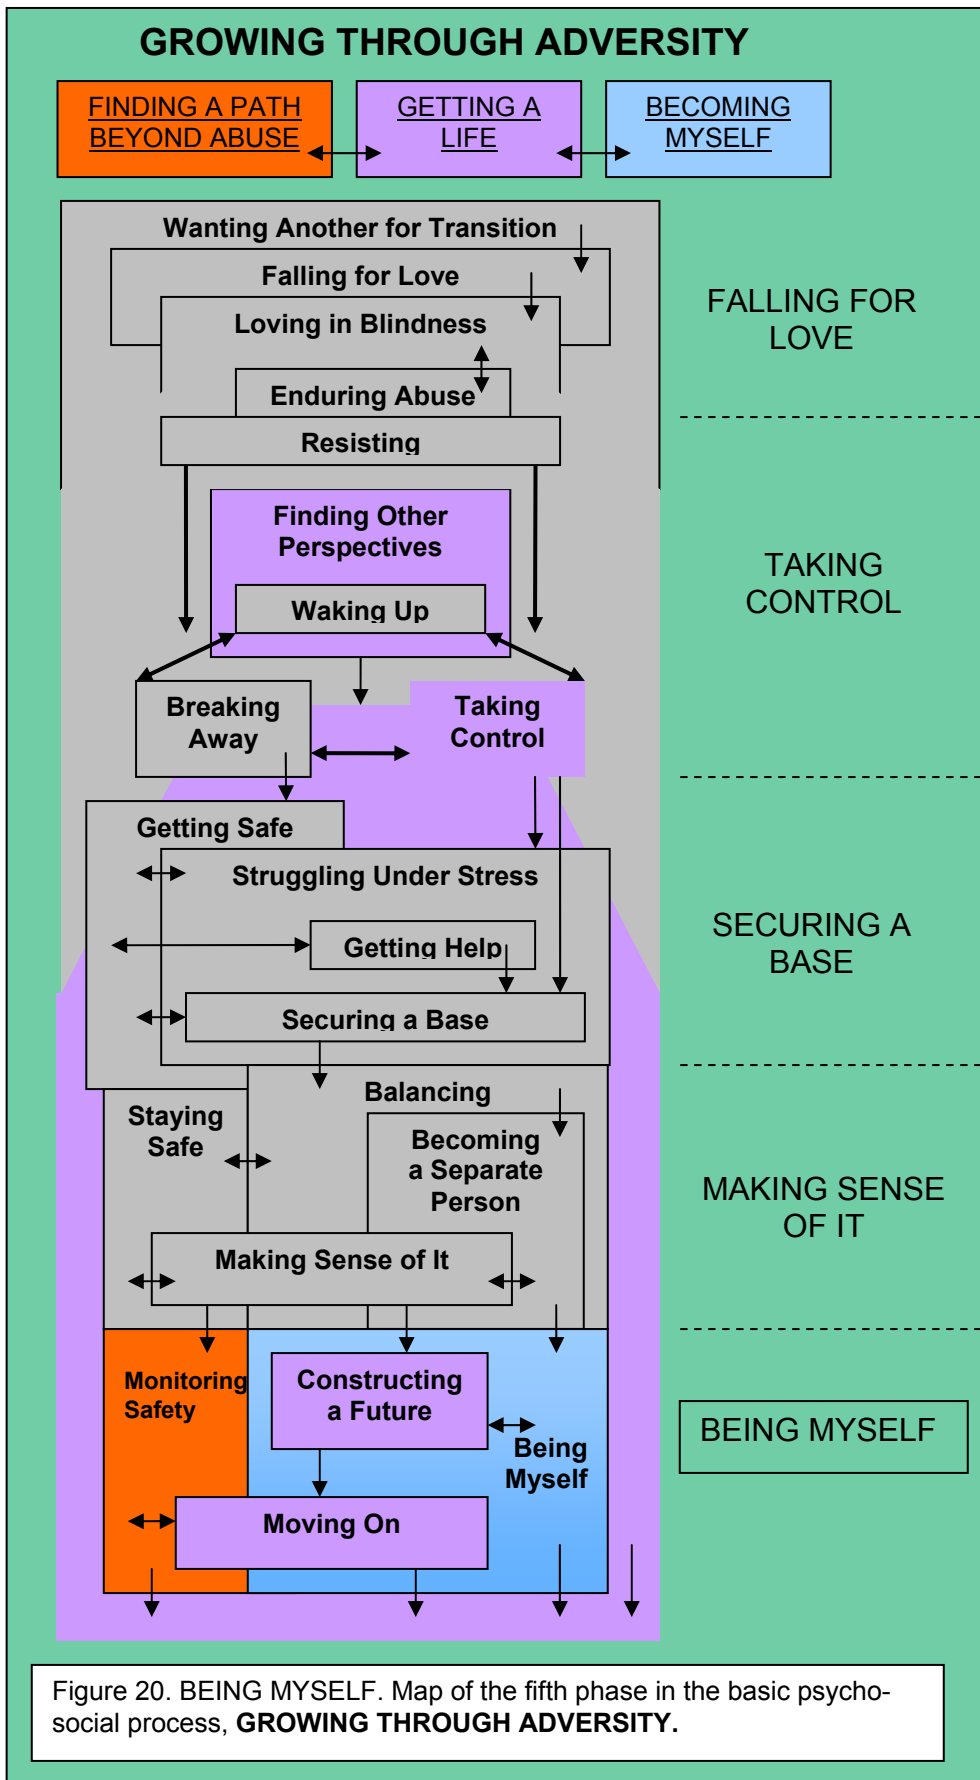 GROWING THROUGH ADVERSITY
FINDING A PATH
BEYOND ABUSE
GETTING A
LIFE
BECOMING
MYSELF
Wanting Another for Transition
Falling for Love
Loving in Blindness
Enduring Abuse
Resisting
FALLING FOR
LOVE
Finding Other
Perspectives
Waking Up
TAKING
CONTROL
Breaking
Away
Taking
Control
Getting Safe
Struggling Under Stress
Getting Help
Securing a Base
SECURING A
BASE
Balancing
Staying
Safe
Becoming
a Separate
Person
Making Sense of It
MAKING SENSE
OF IT
Monitoring
Safety
Constructing
a Future
Being
Myself
Moving On
BEING MYSELF
Figure 20. BEING MYSELF. Map of the fifth phase in the basic psycho-
social process, GROWING THROUGH ADVERSITY.